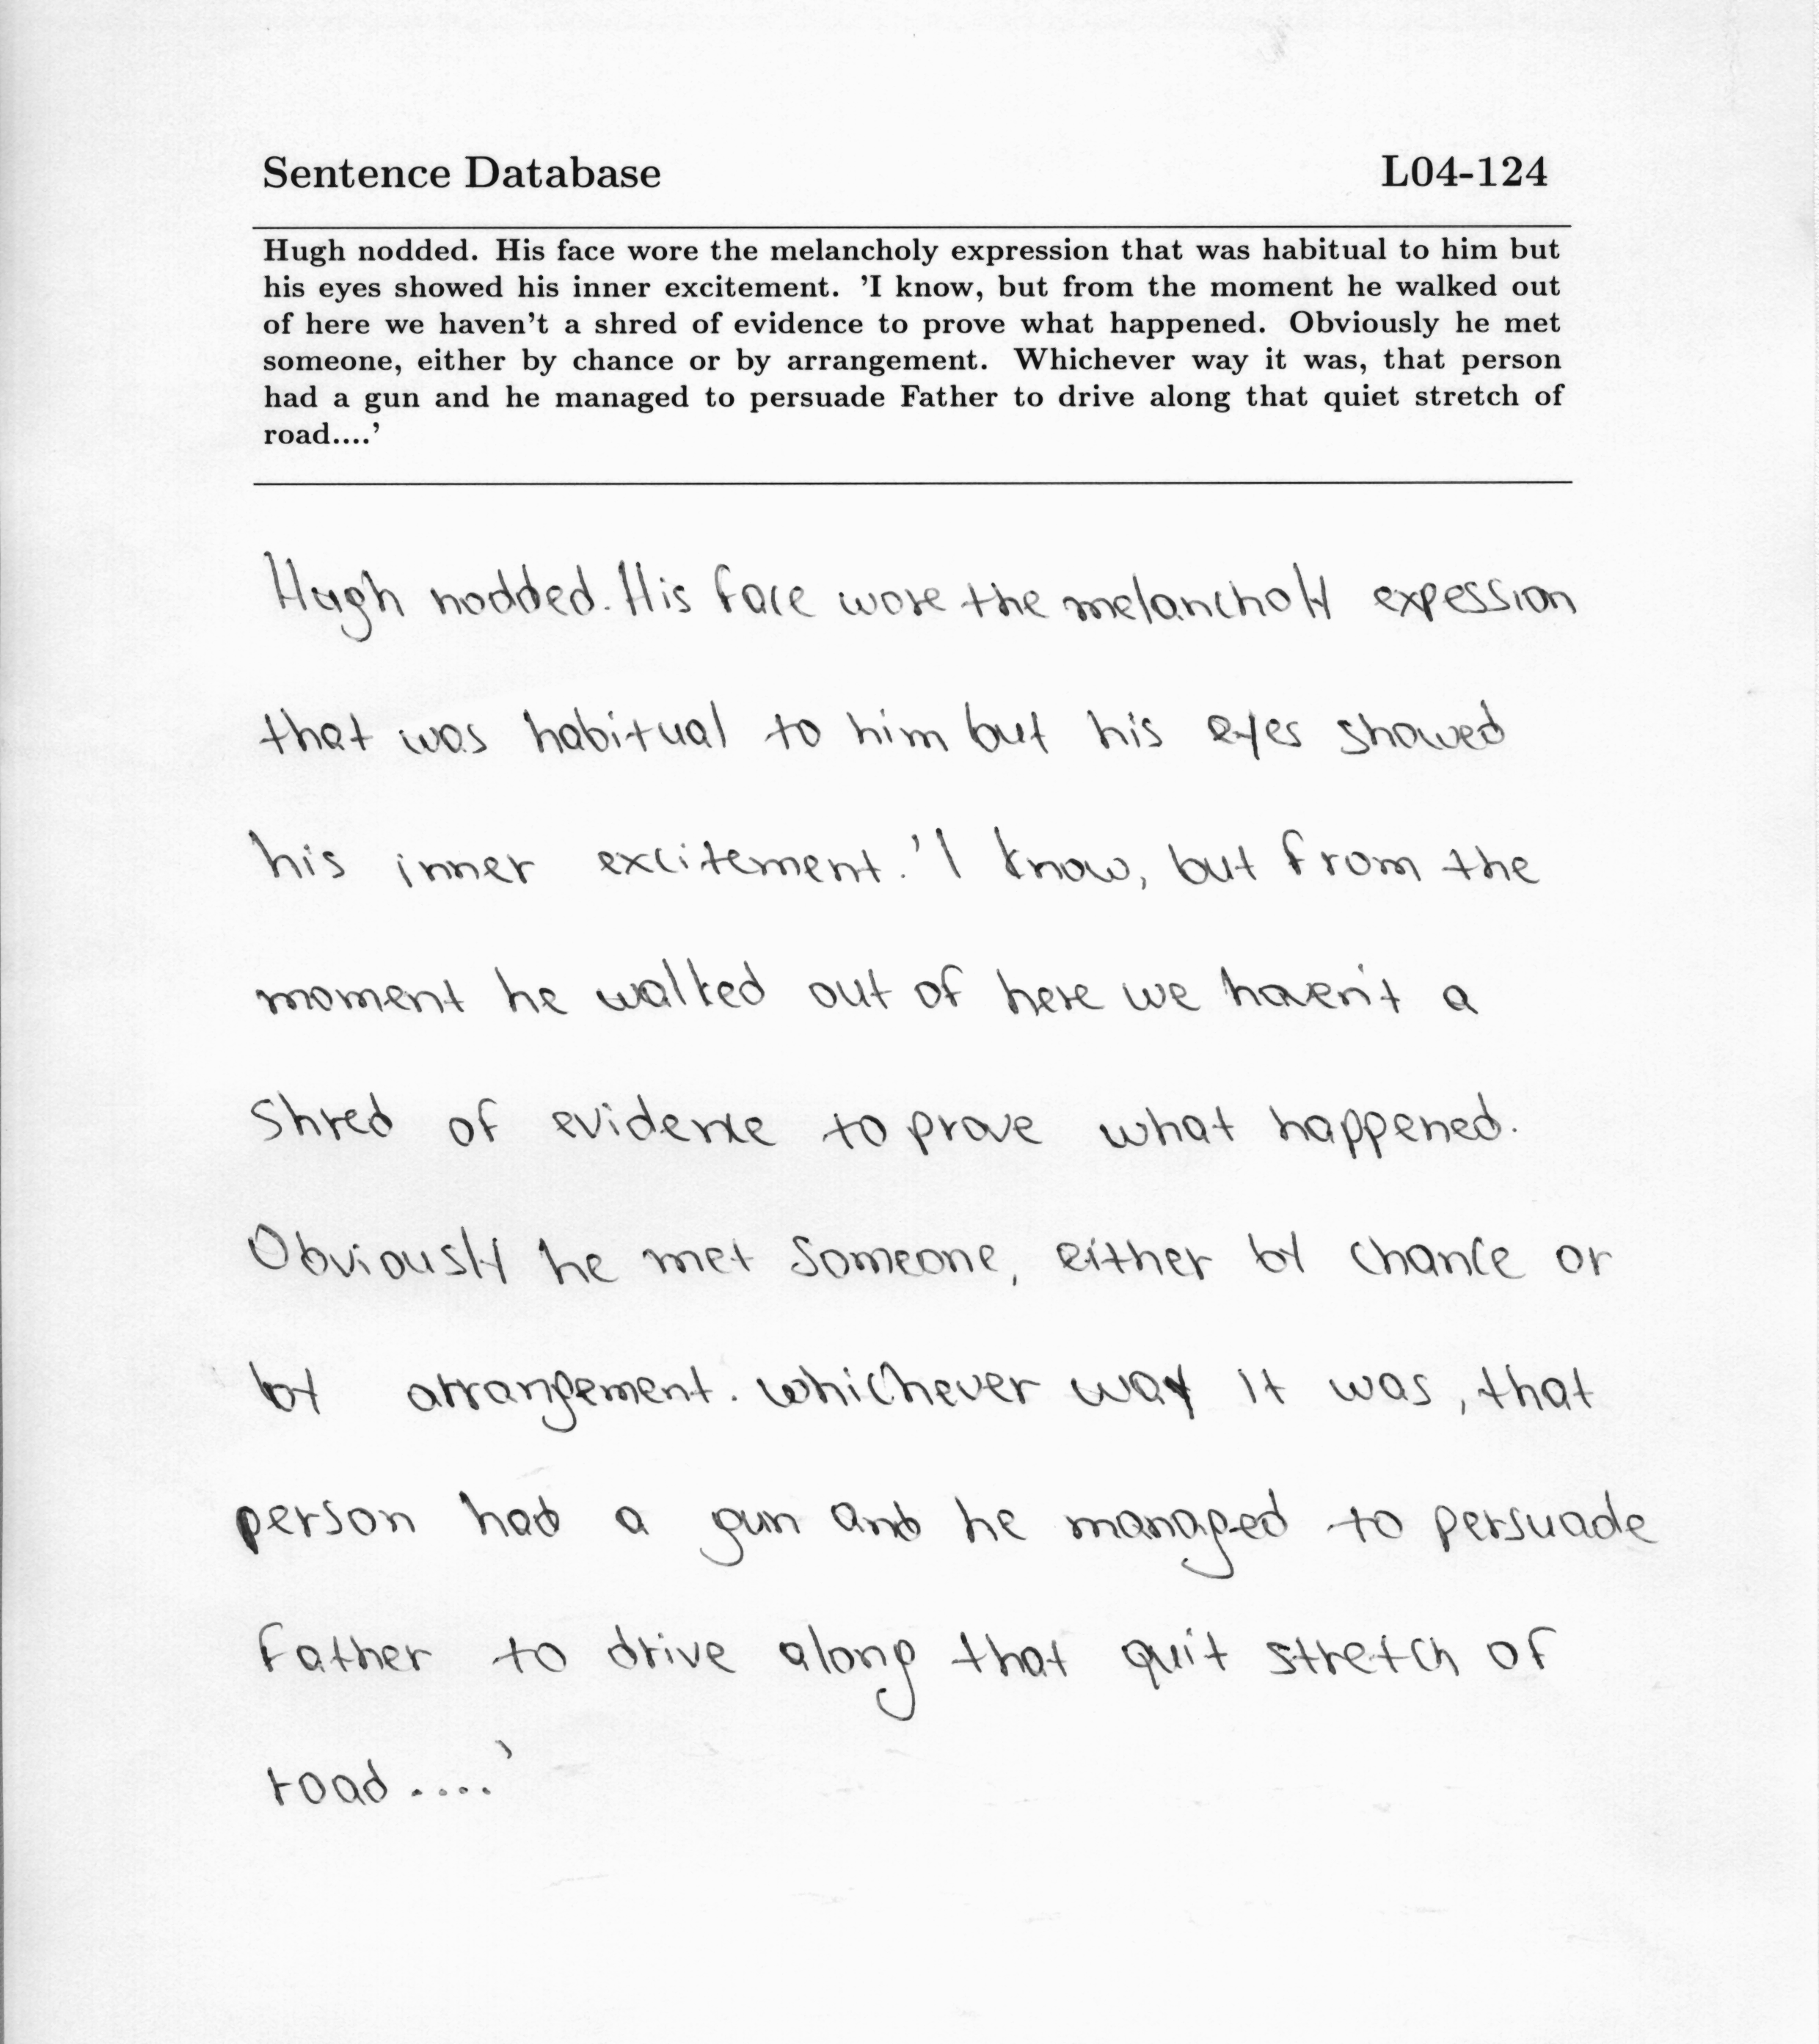 Sentence Database L04-124
Hugh nodded. His face wore the melancholy expression that was habitual to him but
his eyes showed his inner excitement. 'I know, but from the moment he walked out
of here we haven't a shred of evidence to prove what happened. Obviously he met
someone, either by chance or by arrangement. Whichever way it was, that person
had a gun and he managed to persuade Father to drive along that quiet stretch of
road....'
Hugh nodded. His face wore the melancholy expession
that was habitual to him but his eyes showed
his inner excitement. 'I know, but from the
moment he walked out of here we haven't a
shred of evidence to prove what happened.
Obviously he met someone, either by chance or
by arrangement. whichever way it was, that
person had a gun and he managed to persuade
Father to drive along that quit stretch of
road....'